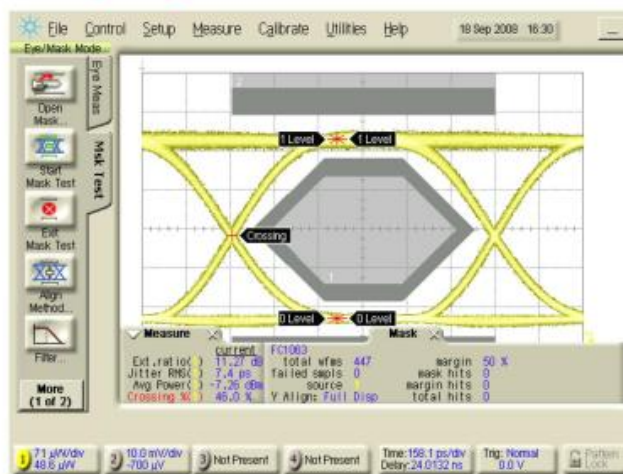 File Control Setup Measure Calibrate Utilities Help 18 Sep 2008 16:30
Eye/Mask Mode
Eye Meas
Msk Test
Open
Mask...
Start
Mask Test
Exit
Mask Test
Align
Method...
Filter...
More
(1 of 2)
1 Level 1 Level
Crossing
1
0 Level 0 Level
Measure
current
Ext.ratio( ) 11.27 dB
Jitter RMS( ) 7.4 ps
Avg Power( ) -7.26 dBm
Crossing %( ) 46.0 %
Mask
FC1063
total wfms 447 margin 50 %
failed smpls 0 mask hits 0
source 1 margin hits 0
Y Align: Full Disp total hits 0
1 71 µW/div
48.6 µW
2 10.0 mV/div
-700 µV
3 Not Present
4 Not Present
Time:158.1 ps/div
Delay:24.0132 ns
Trig: Normal
0.0 V
Pattern
Lock